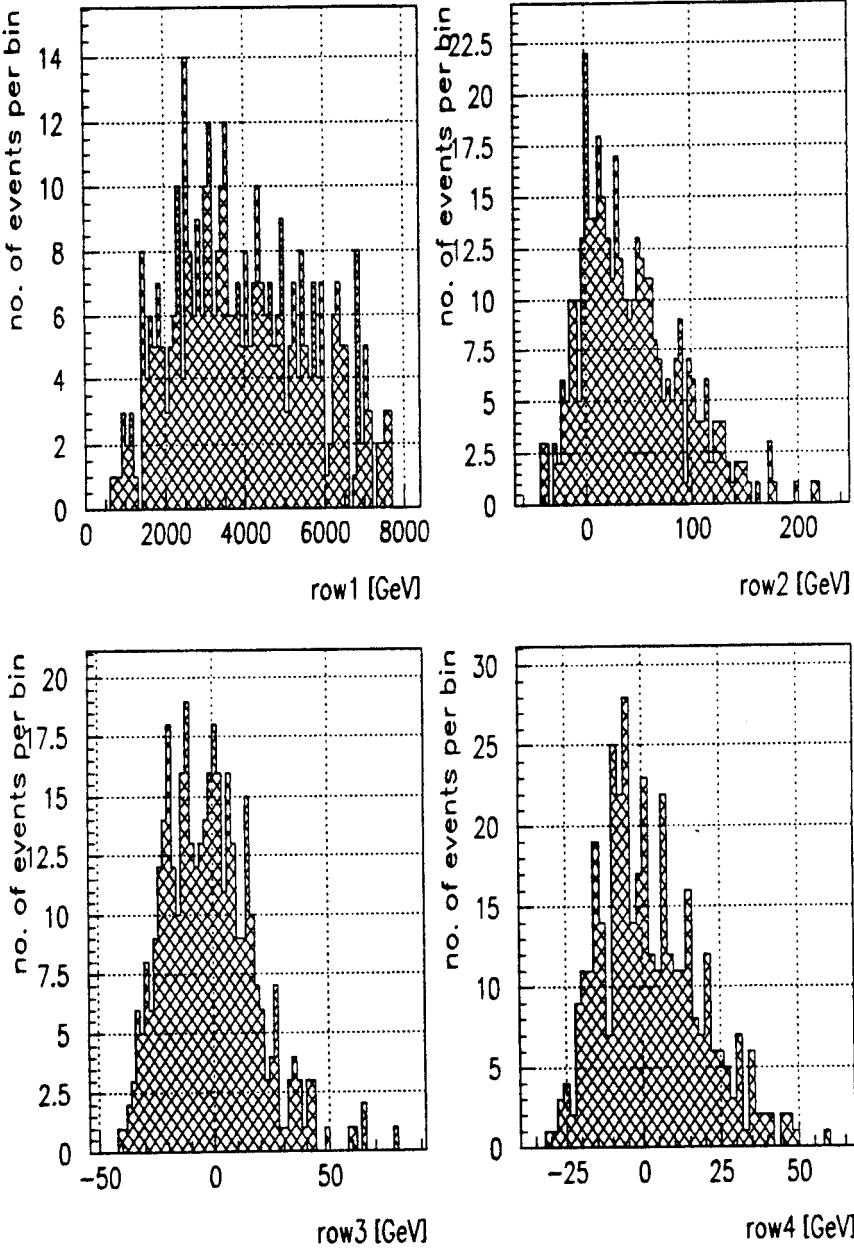 no. of events per bin
14
12
10
8
6
4
2
0
0 2000 4000 6000 8000
row1 [GeV]
no. of events per bin
22.5
20
17.5
15
12.5
10
7.5
5
2.5
0
0 100 200
row2 [GeV]
no. of events per bin
20
17.5
15
12.5
10
7.5
5
2.5
0
−50 0 50
row3 [GeV]
no. of events per bin
30
25
20
15
10
5
0
−25 0 25 50
row4 [GeV]